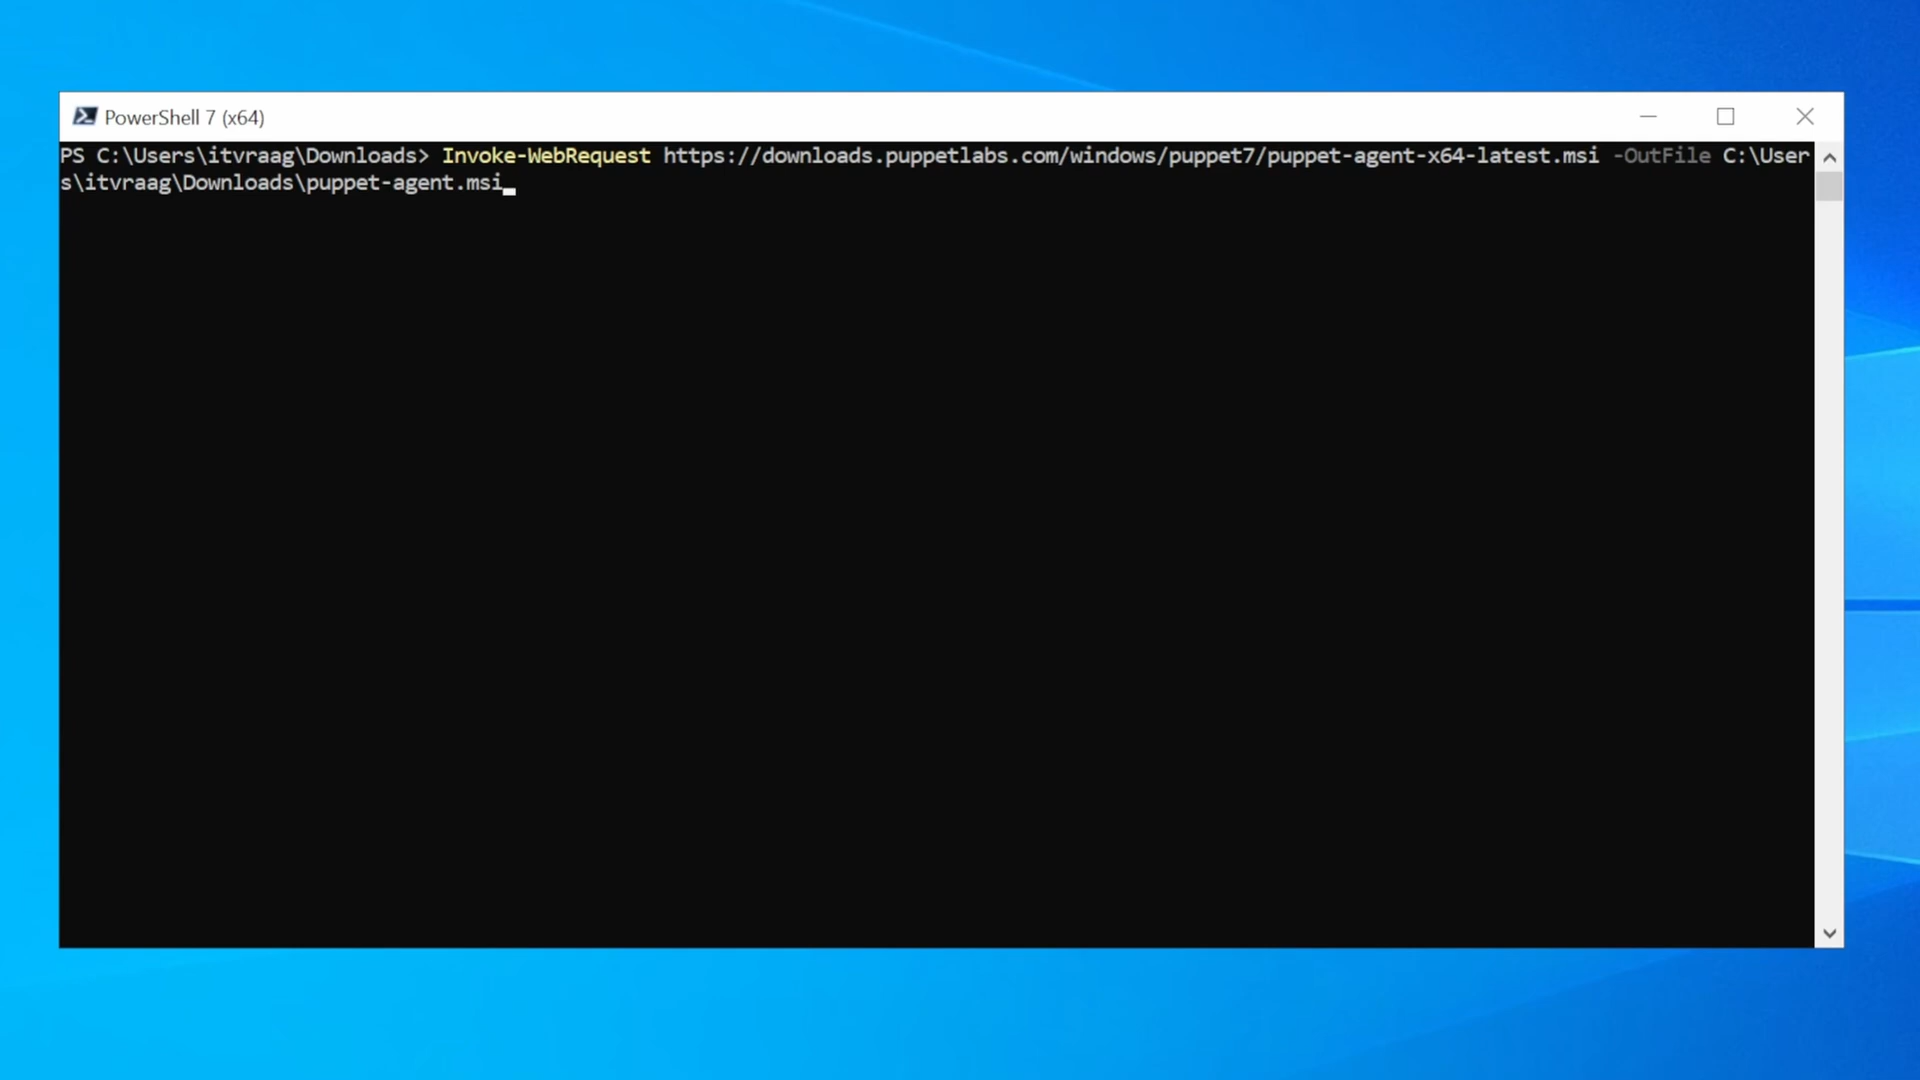 PowerShell 7 (x64)
PS C:\Users\itvraag\Downloads> Invoke-WebRequest https://downloads.puppetlabs.com/windows/puppet7/puppet-agent-x64-latest.msi -OutFile C:\User
s\itvraag\Downloads\puppet-agent.msi